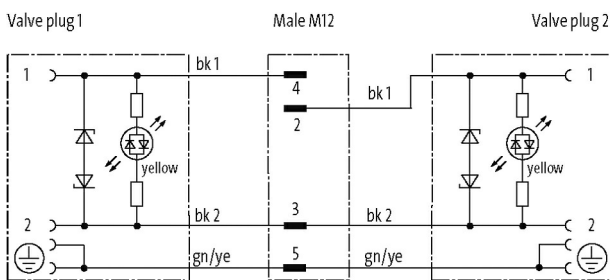 Valve plug 1 Male M12 Valve plug 2
1 bk 1 4 bk 1 1
2
yellow yellow
2 bk 2 3 bk 2 2
gn/ye 5 gn/ye